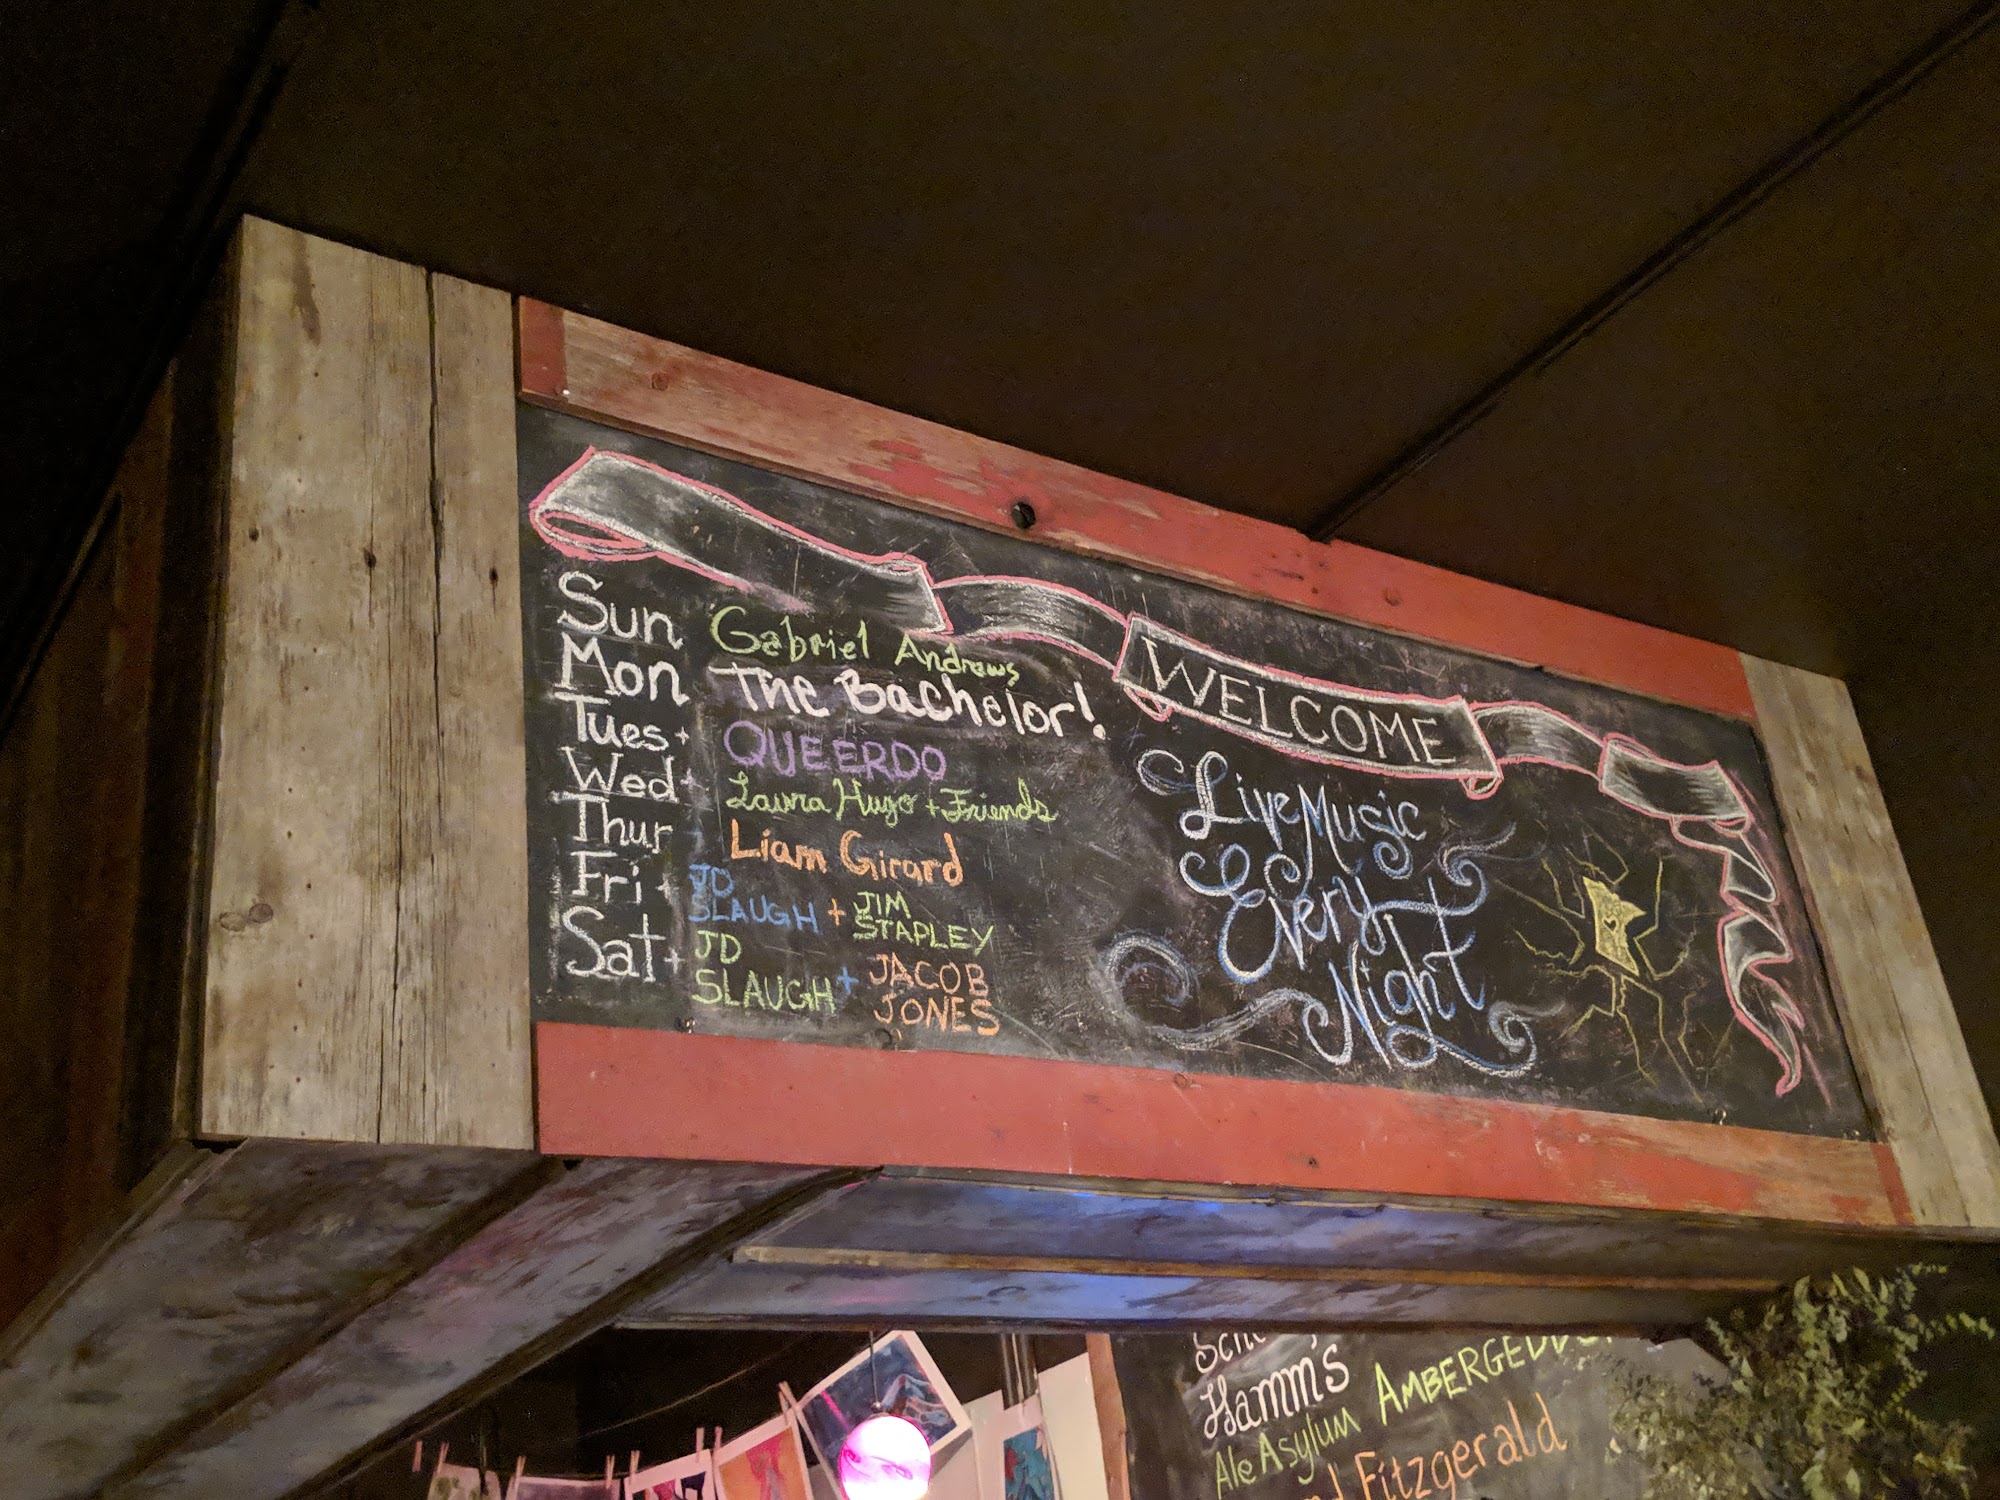 WELCOME
Sun Gabriel Andrews
Mon The Bachelor!
Tues + QUEERDO
Wed + Laura Hugo + Friends
Thur Liam Girard
Fri + JD SLAUGH + JIM STAPLEY
Sat + JD SLAUGH + JACOB JONES
Live Music
Every
Night
Hamm's
Ale Asylum AMBERGEDDON
Fitzgerald